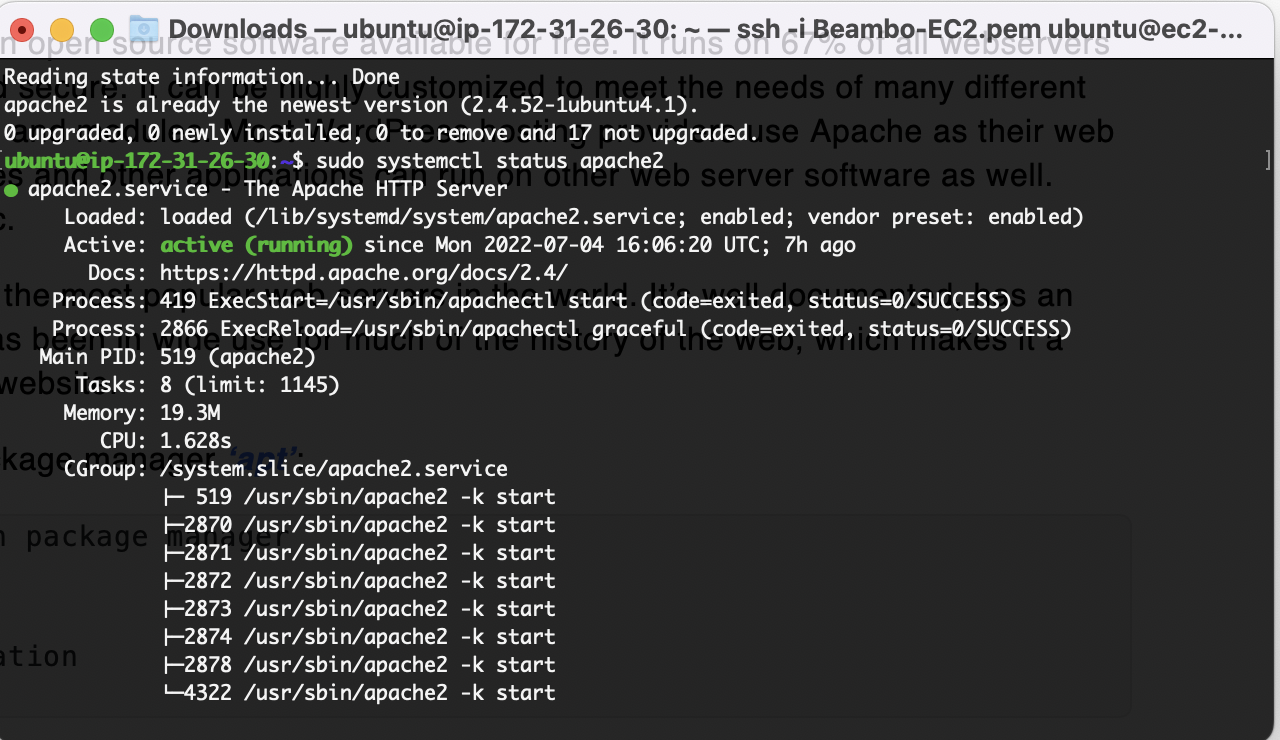 Downloads — ubuntu@ip-172-31-26-30: ~ — ssh -i Beambo-EC2.pem ubuntu@ec2-...
open source software available for free. It runs on 67% of all webservers
Reading state information... Done
secure. It can be highly customized to meet the needs of many different
apache2 is already the newest version (2.4.52-1ubuntu4.1).
0 upgraded, 0 newly installed, 0 to remove and 17 not upgraded.
use Apache as their web
ubuntu@ip-172-31-26-30:~$ sudo systemctl status apache2
and other applications can run on other web server software as well.
● apache2.service - The Apache HTTP Server
Loaded: loaded (/lib/systemd/system/apache2.service; enabled; vendor preset: enabled)
c.
Active: active (running) since Mon 2022-07-04 16:06:20 UTC; 7h ago
Docs: https://httpd.apache.org/docs/2.4/
the most popular web servers in the world. It's well documented, has an
Process: 419 ExecStart=/usr/sbin/apachectl start (code=exited, status=0/SUCCESS)
Process: 2866 ExecReload=/usr/sbin/apachectl graceful (code=exited, status=0/SUCCESS)
been in wide use for much of the history of the web, which makes it a
Main PID: 519 (apache2)
website.
Tasks: 8 (limit: 1145)
Memory: 19.3M
CPU: 1.628s
kage manager 'apt':
CGroup: /system.slice/apache2.service
├─ 519 /usr/sbin/apache2 -k start
├─2870 /usr/sbin/apache2 -k start
n package manager
├─2871 /usr/sbin/apache2 -k start
├─2872 /usr/sbin/apache2 -k start
├─2873 /usr/sbin/apache2 -k start
├─2874 /usr/sbin/apache2 -k start
ation
├─2878 /usr/sbin/apache2 -k start
└─4322 /usr/sbin/apache2 -k start